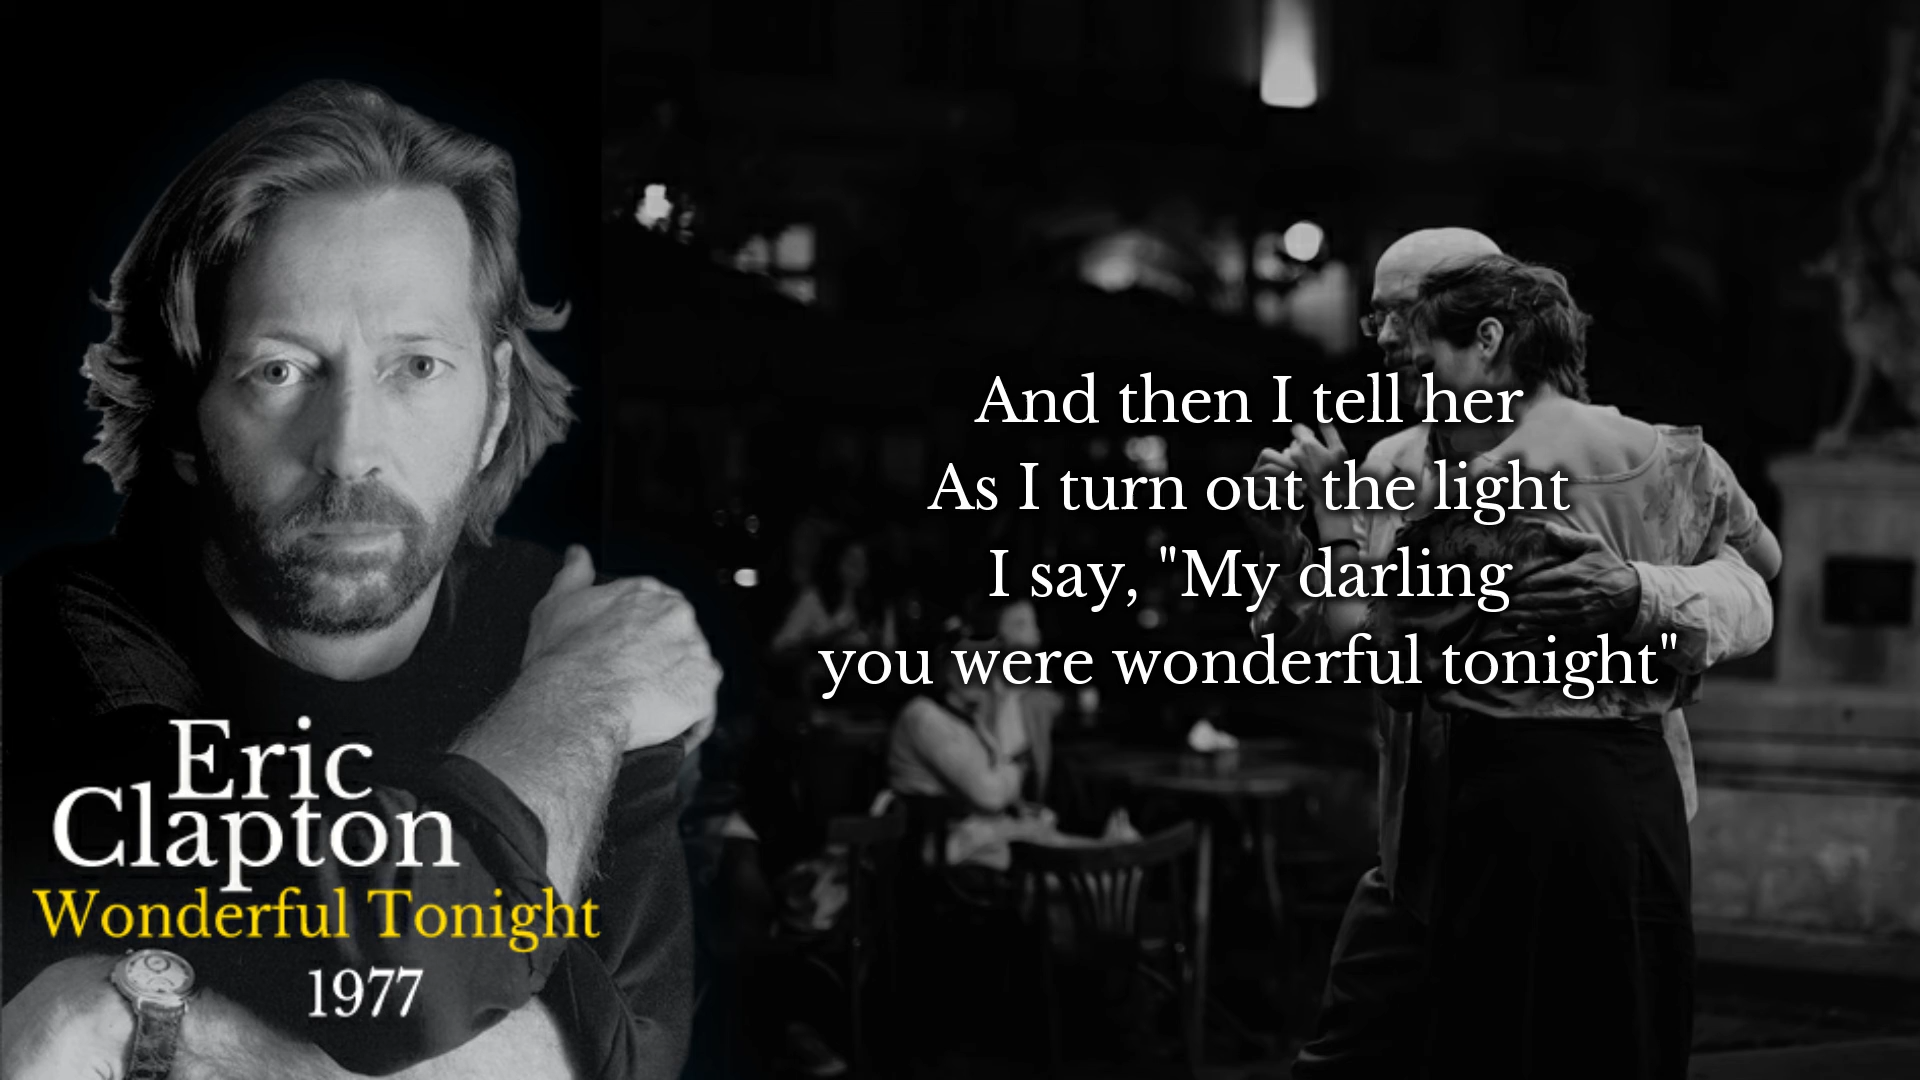 Eric
Clapton
Wonderful Tonight
1977
And then I tell her
As I turn out the light
I say, "My darling
you were wonderful tonight"